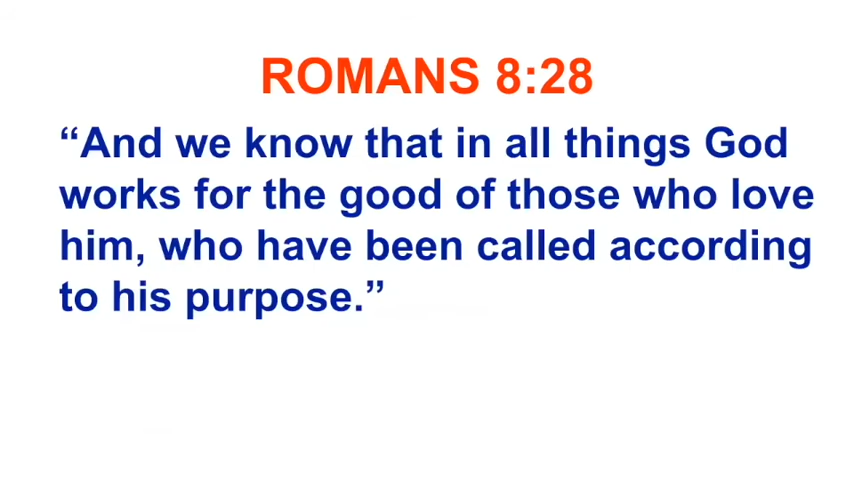 ROMANS 8:28
“And we know that in all things God
works for the good of those who love
him, who have been called according
to his purpose.”